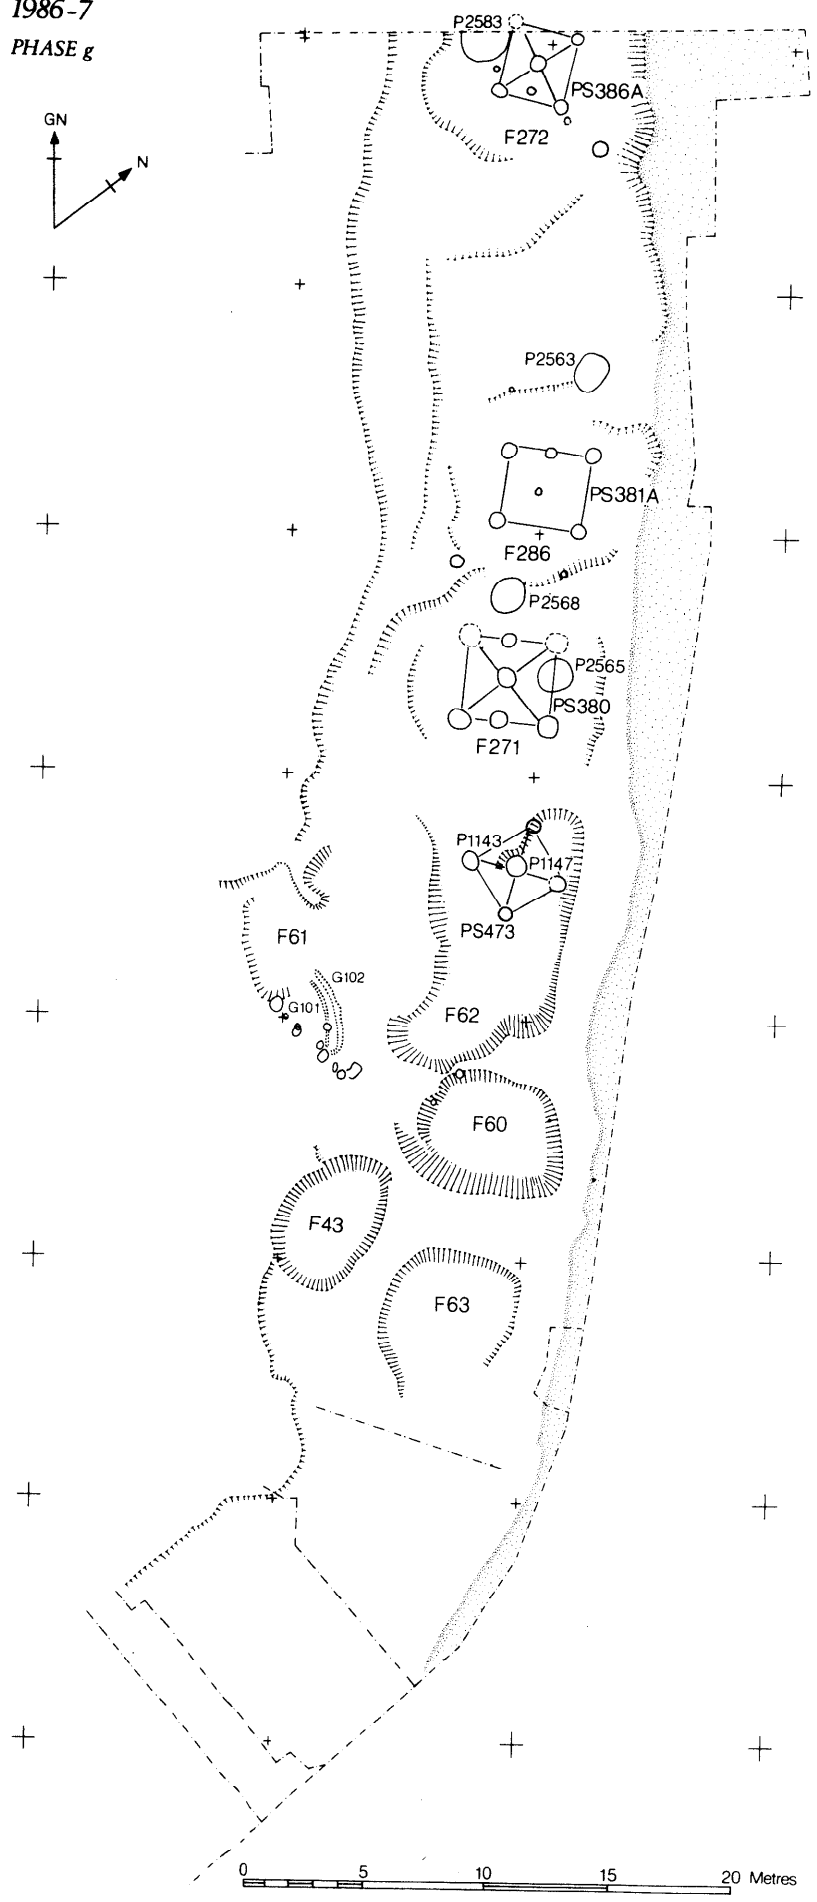 1986-7
PHASE g
GN
N
P2583
PS386A
F272
P2563
PS381A
F286
P2568
P2565
PS380
F271
P1143
P1147
PS473
F61
G102
G101
F62
F60
F43
F63
0 5 10 15 20 Metres